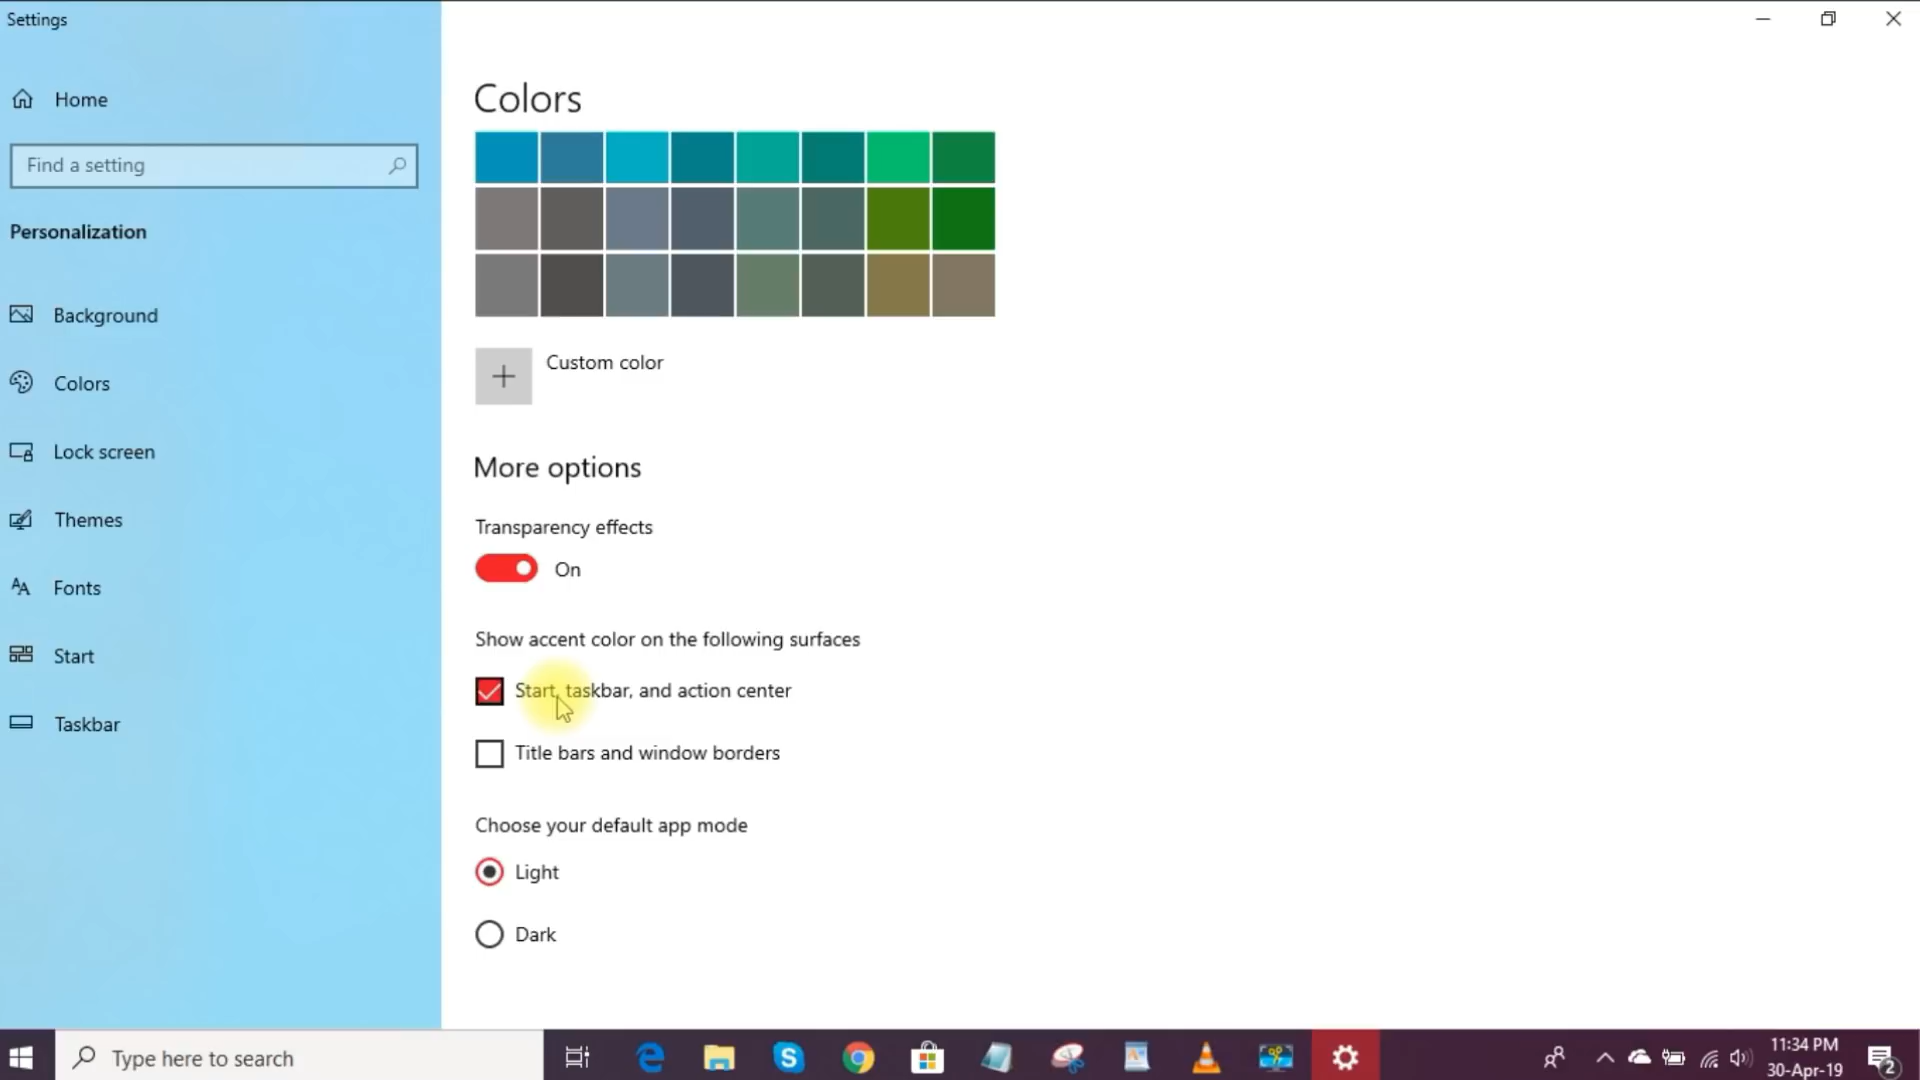 Settings
Home
Find a setting
Personalization
Background
Colors
Lock screen
Themes
Fonts
Start
Taskbar
Colors
Custom color
More options
Transparency effects
On
Show accent color on the following surfaces
Start, taskbar, and action center
Title bars and window borders
Choose your default app mode
Light
Dark
Type here to search
11:34 PM
30-Apr-19
2